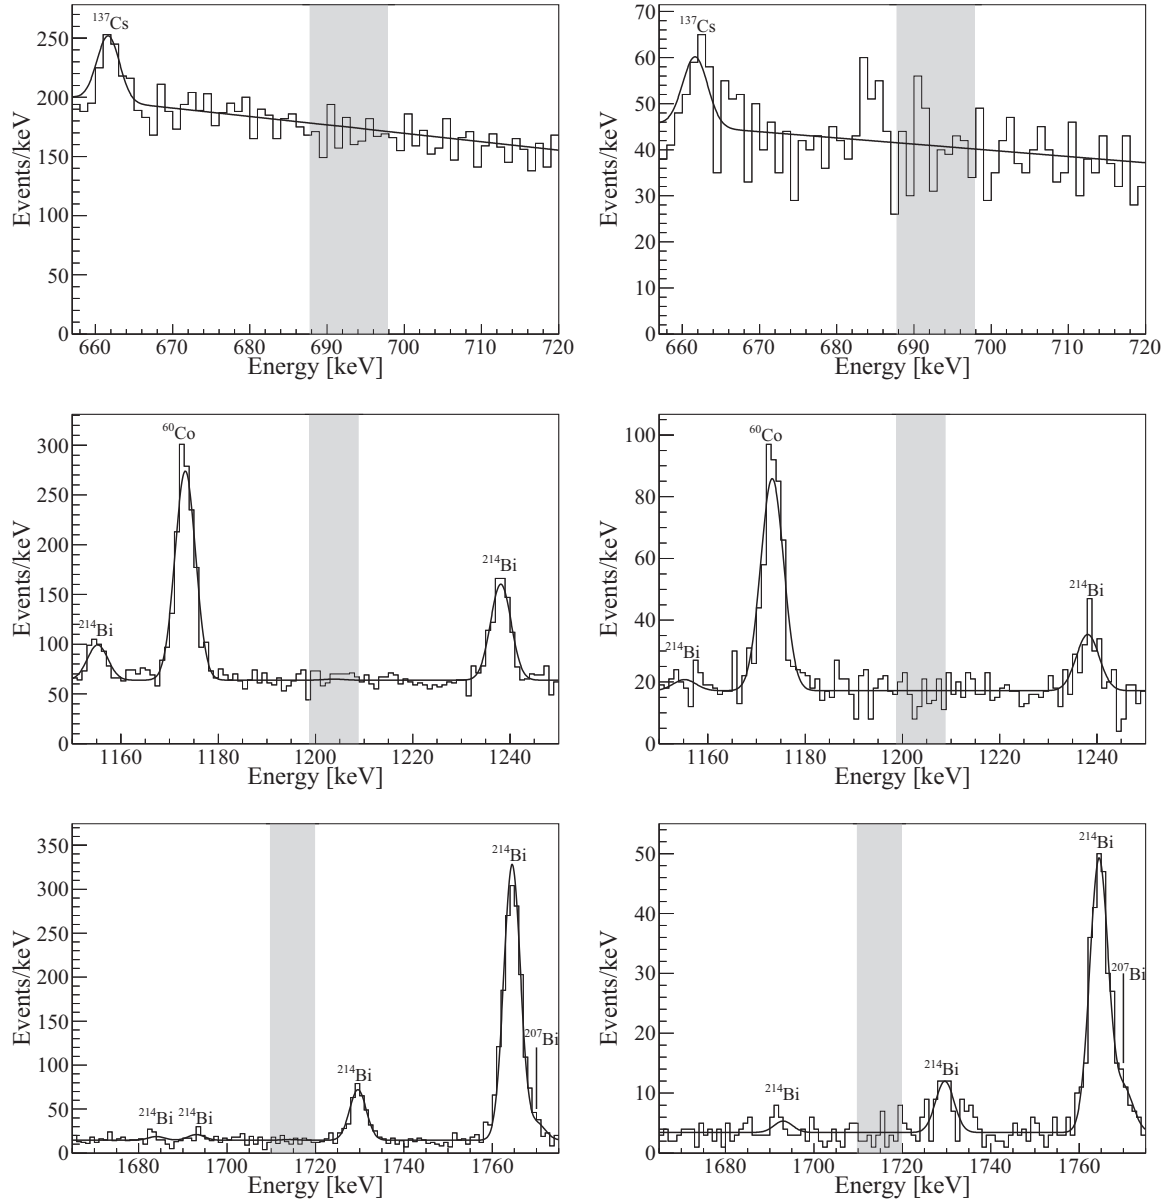 ¹³⁷Cs
Events/keV
250
200
150
100
50
0
660 670 680 690 700 710 720
Energy [keV]
¹³⁷Cs
Events/keV
70
60
50
40
30
20
10
0
660 670 680 690 700 710 720
Energy [keV]
⁶⁰Co
²¹⁴Bi
²¹⁴Bi
Events/keV
300
250
200
150
100
50
0
1160 1180 1200 1220 1240
Energy [keV]
⁶⁰Co
²¹⁴Bi
²¹⁴Bi
Events/keV
100
80
60
40
20
0
1160 1180 1200 1220 1240
Energy [keV]
²¹⁴Bi
²⁰⁷Bi
²¹⁴Bi
²¹⁴Bi ²¹⁴Bi
Events/keV
350
300
250
200
150
100
50
0
1680 1700 1720 1740 1760
Energy [keV]
²¹⁴Bi
²⁰⁷Bi
²¹⁴Bi
²¹⁴Bi
Events/keV
50
40
30
20
10
0
1680 1700 1720 1740 1760
Energy [keV]